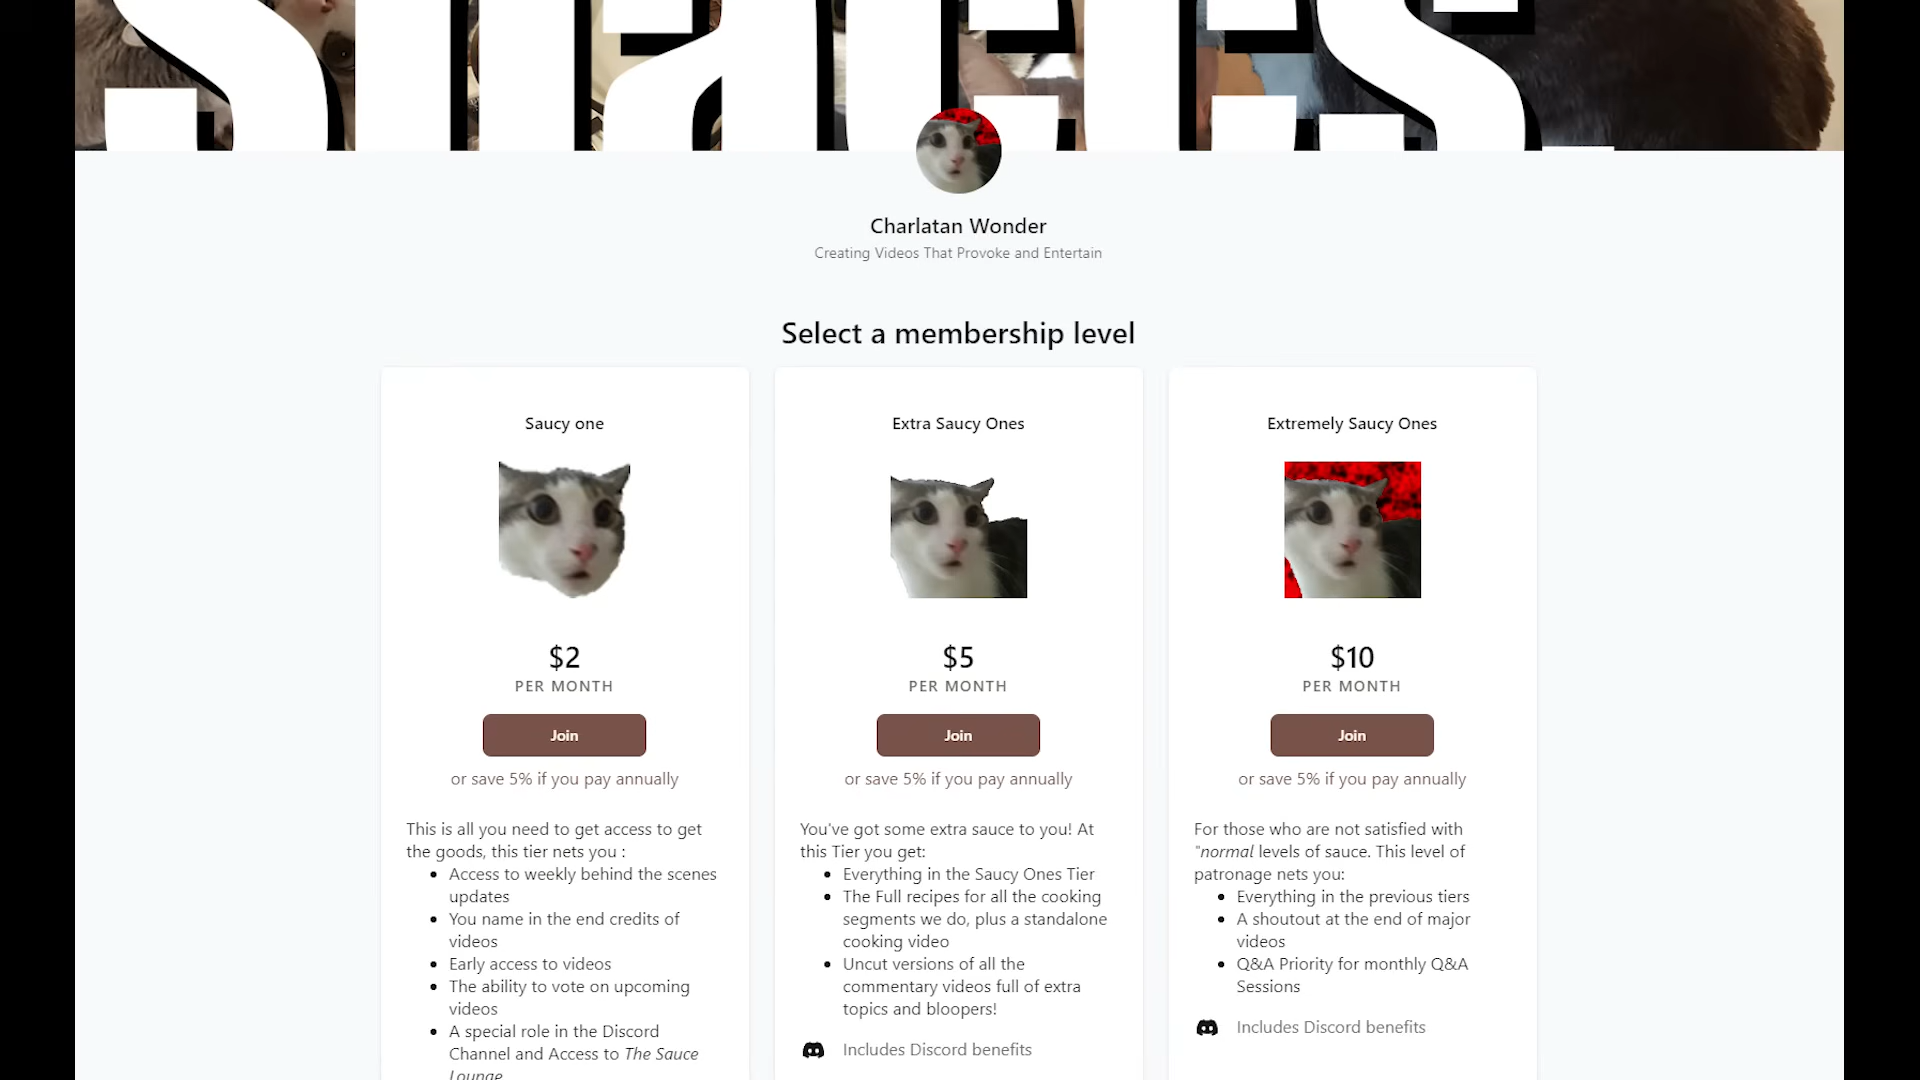 Charlatan Wonder
Creating Videos That Provoke and Entertain
Select a membership level
Saucy one
$2
PER MONTH
Join
or save 5% if you pay annually
This is all you need to get access to get
the goods, this tier nets you :
Access to weekly behind the scenes
updates
You name in the end credits of
videos
Early access to videos
The ability to vote on upcoming
videos
A special role in the Discord
Channel and Access to The Sauce
Lounge
Extra Saucy Ones
$5
PER MONTH
Join
or save 5% if you pay annually
You've got some extra sauce to you! At
this Tier you get:
Everything in the Saucy Ones Tier
The Full recipes for all the cooking
segments we do, plus a standalone
cooking video
Uncut versions of all the
commentary videos full of extra
topics and bloopers!
Includes Discord benefits
Extremely Saucy Ones
$10
PER MONTH
Join
or save 5% if you pay annually
For those who are not satisfied with
"normal levels of sauce. This level of
patronage nets you:
Everything in the previous tiers
A shoutout at the end of major
videos
Q&A Priority for monthly Q&A
Sessions
Includes Discord benefits